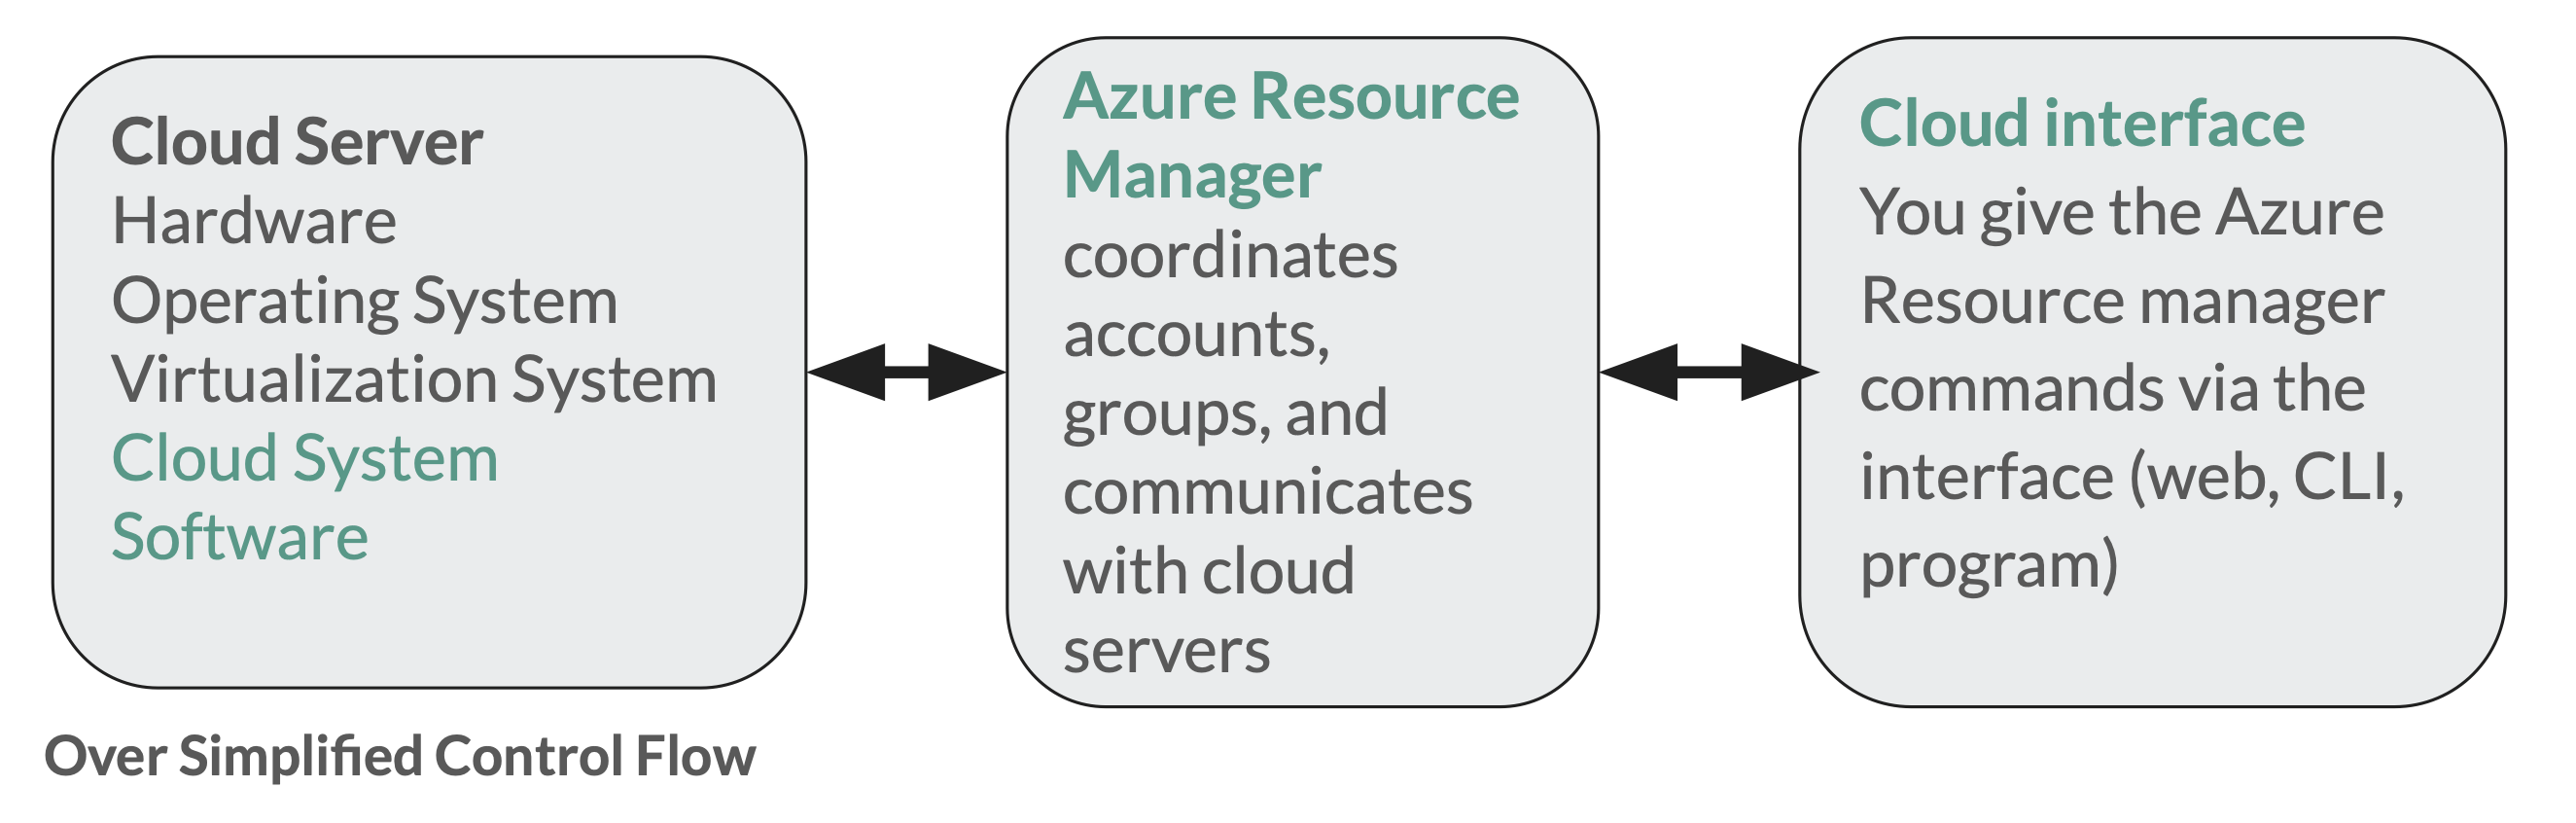 Cloud Server
Hardware
Operating System
Virtualization System
Cloud System
Software
Azure Resource
Manager
coordinates
accounts,
groups, and
communicates
with cloud
servers
Cloud interface
You give the Azure
Resource manager
commands via the
interface (web, CLI,
program)
Over Simplified Control Flow